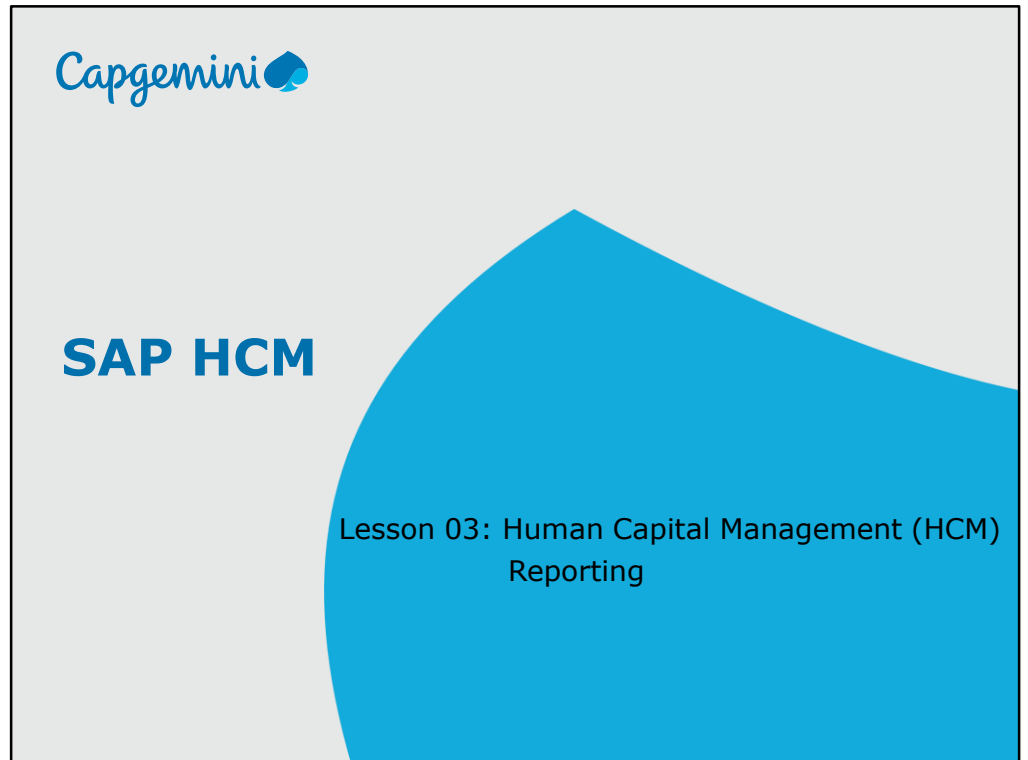 Capgemini
SAP HCM
Lesson 03: Human Capital Management (HCM)
Reporting